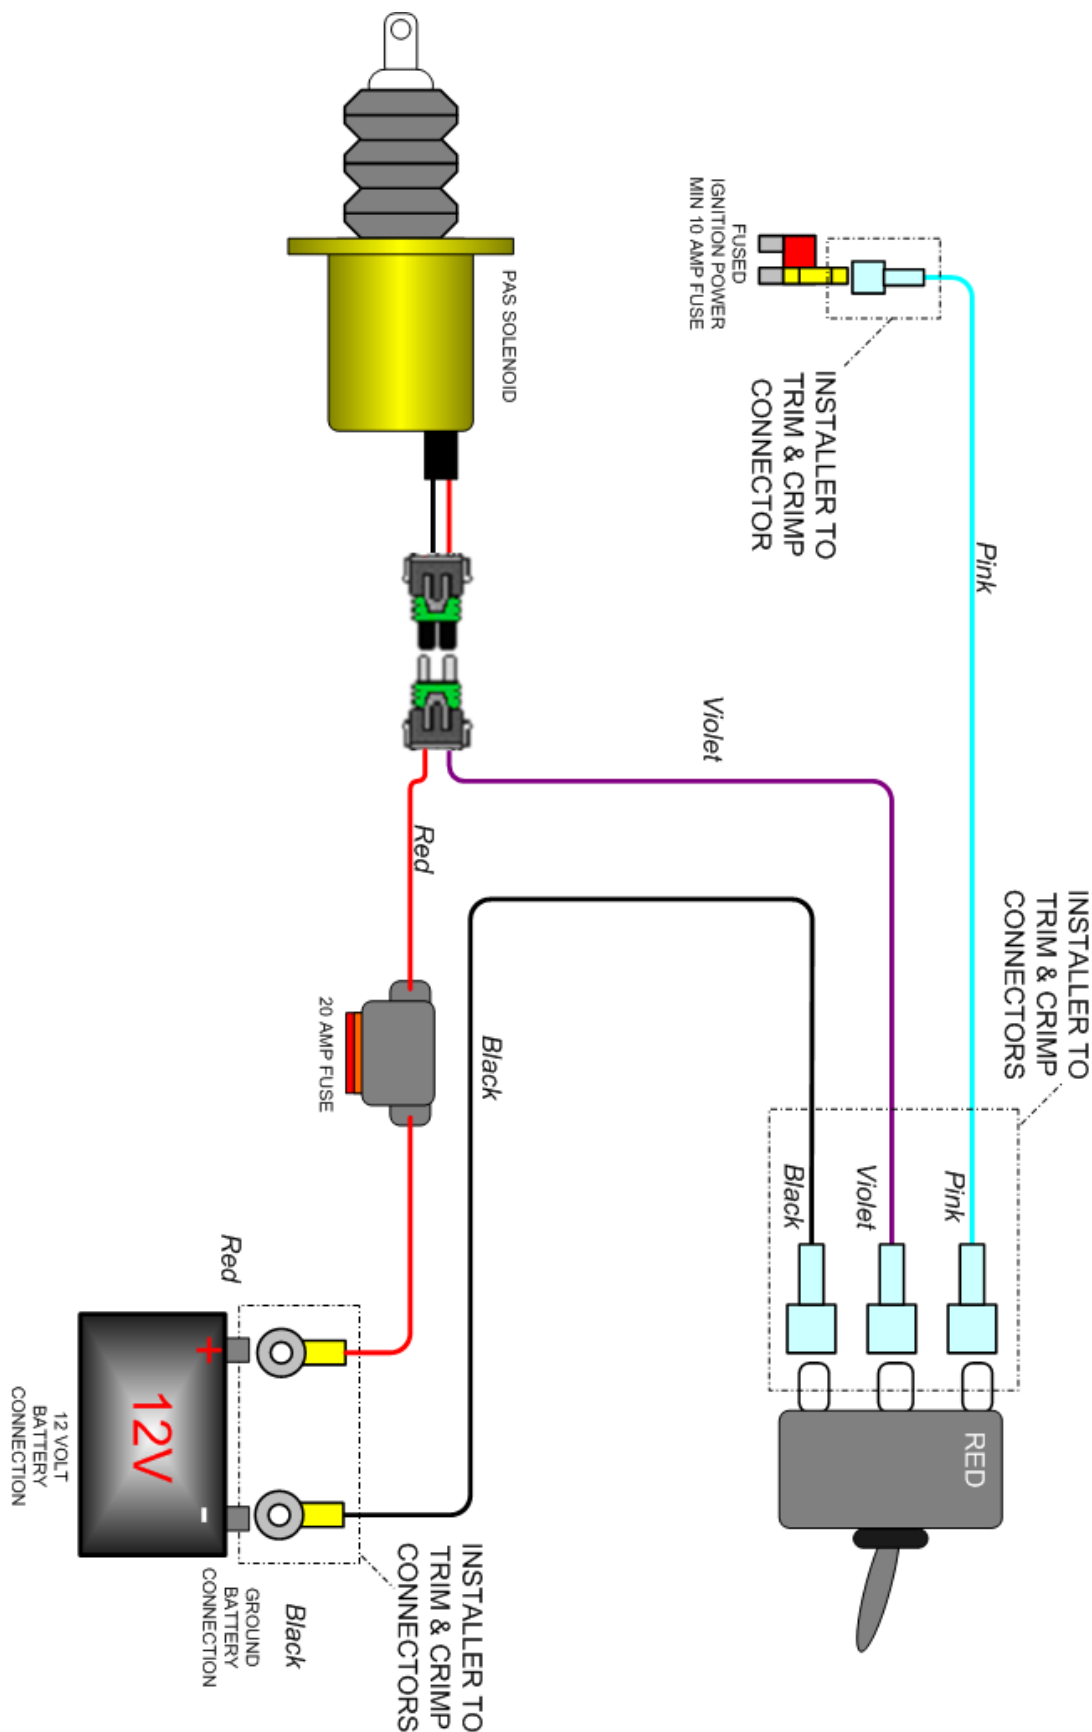 INSTALLER TO
TRIM & CRIMP
CONNECTORS
Pink
FUSED
IGNITION POWER
MIN 10 AMP FUSE
INSTALLER TO
TRIM & CRIMP
CONNECTOR
Pink
Violet
Black
RED
Violet
PAS SOLENOID
Red
Black
20 AMP FUSE
INSTALLER TO
TRIM & CRIMP
CONNECTORS
Red
Black
+
-
12V
12 VOLT
BATTERY
CONNECTION
GROUND
BATTERY
CONNECTION